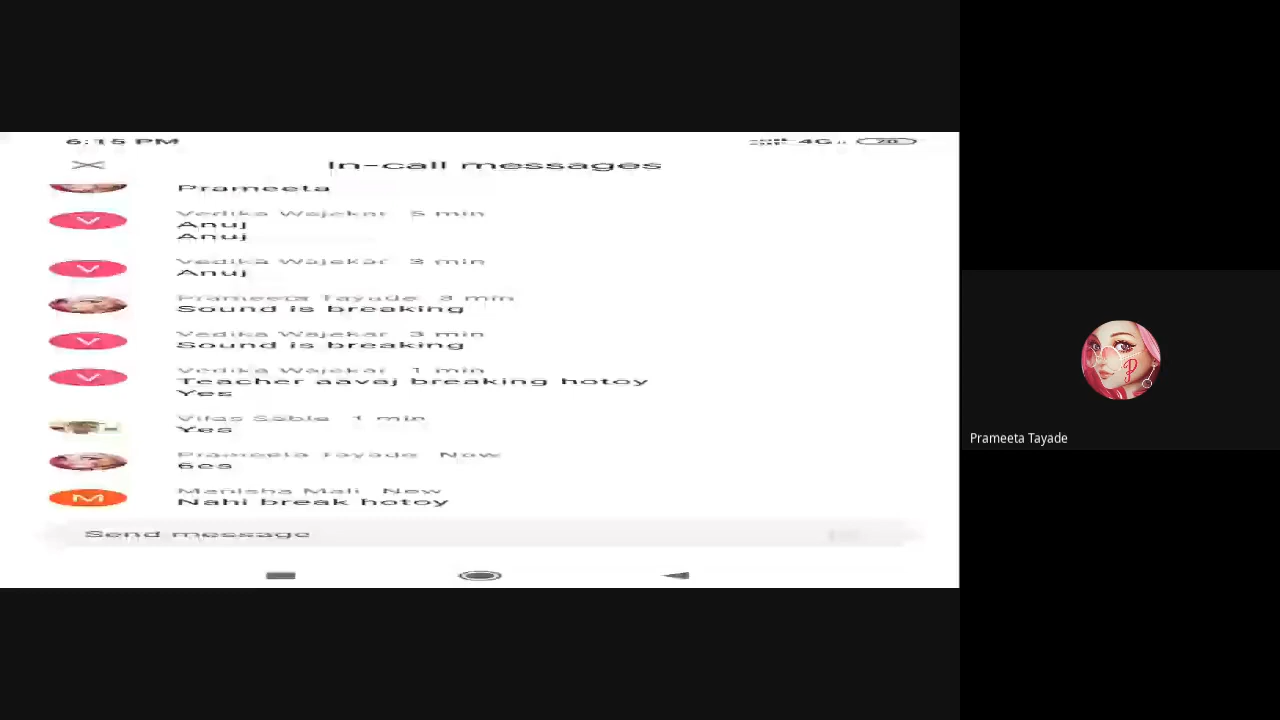 6:15 PM 4G
In-call messages
Prameeta
Vedika Wajekar 5 min
Anuj
Anuj
Vedika Wajekar 3 min
Anuj
Prameeta Tayade 3 min
Sound is breaking
Vedika Wajekar 3 min
Sound is breaking
Vedika Wajekar 1 min
Teacher aavaj breaking hotoy
Yes
Vilas Sable 1 min
Yes
Prameeta Tayade Now
6es
Manisha Mali Now
Nahi break hotoy
Send message
P
Prameeta Tayade